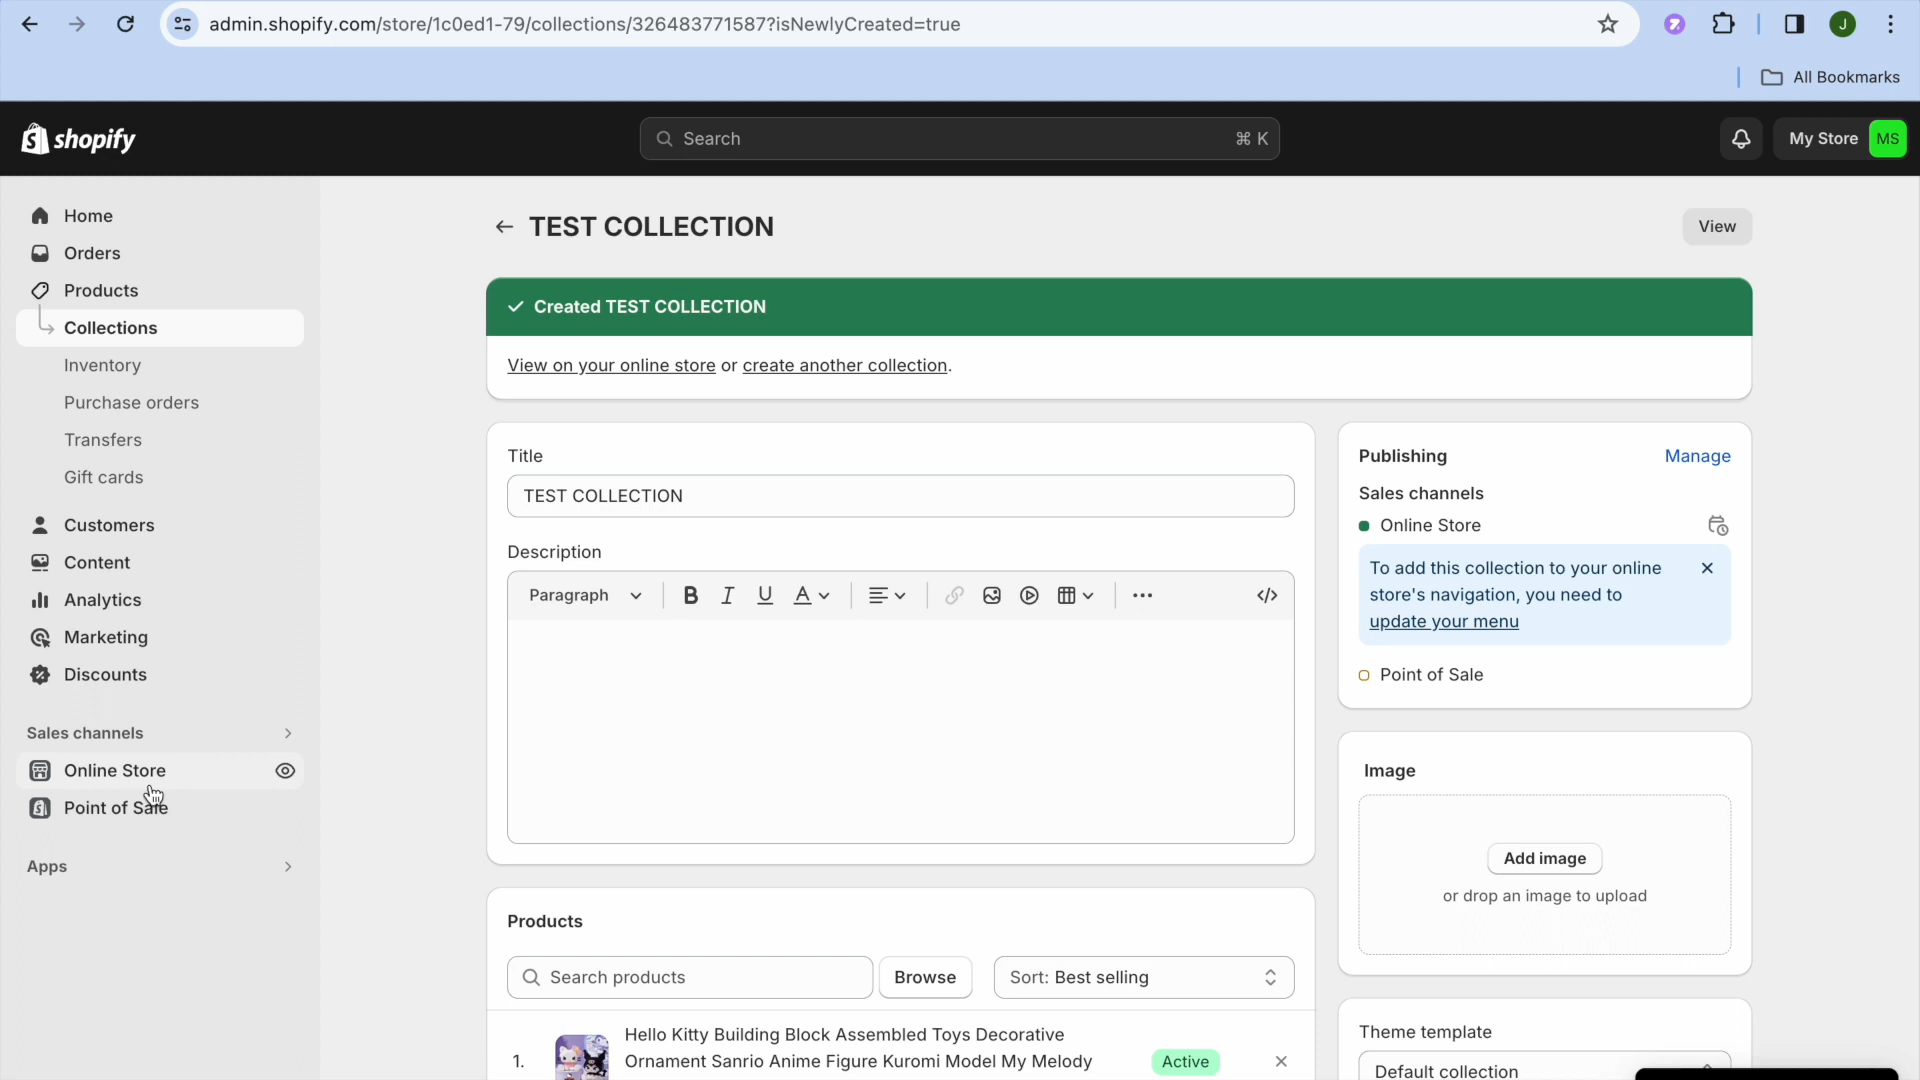 admin.shopify.com/store/1c0ed1-79/collections/326483771587?isNewlyCreated=true
J
All Bookmarks
shopify
Search
⌘ K
My Store
MS
Home
Orders
Products
Collections
Inventory
Purchase orders
Transfers
Gift cards
Customers
Content
Analytics
Marketing
Discounts
Sales channels
Online Store
Point of Sale
Apps
TEST COLLECTION
View
Created TEST COLLECTION
View on your online store or create another collection.
Title
TEST COLLECTION
Description
Paragraph
B I U A
Products
Search products
Browse
Sort: Best selling
1.
Hello Kitty Building Block Assembled Toys Decorative
Ornament Sanrio Anime Figure Kuromi Model My Melody
Active
Publishing
Manage
Sales channels
Online Store
To add this collection to your online
store's navigation, you need to
update your menu
Point of Sale
Image
Add image
or drop an image to upload
Theme template
Default collection